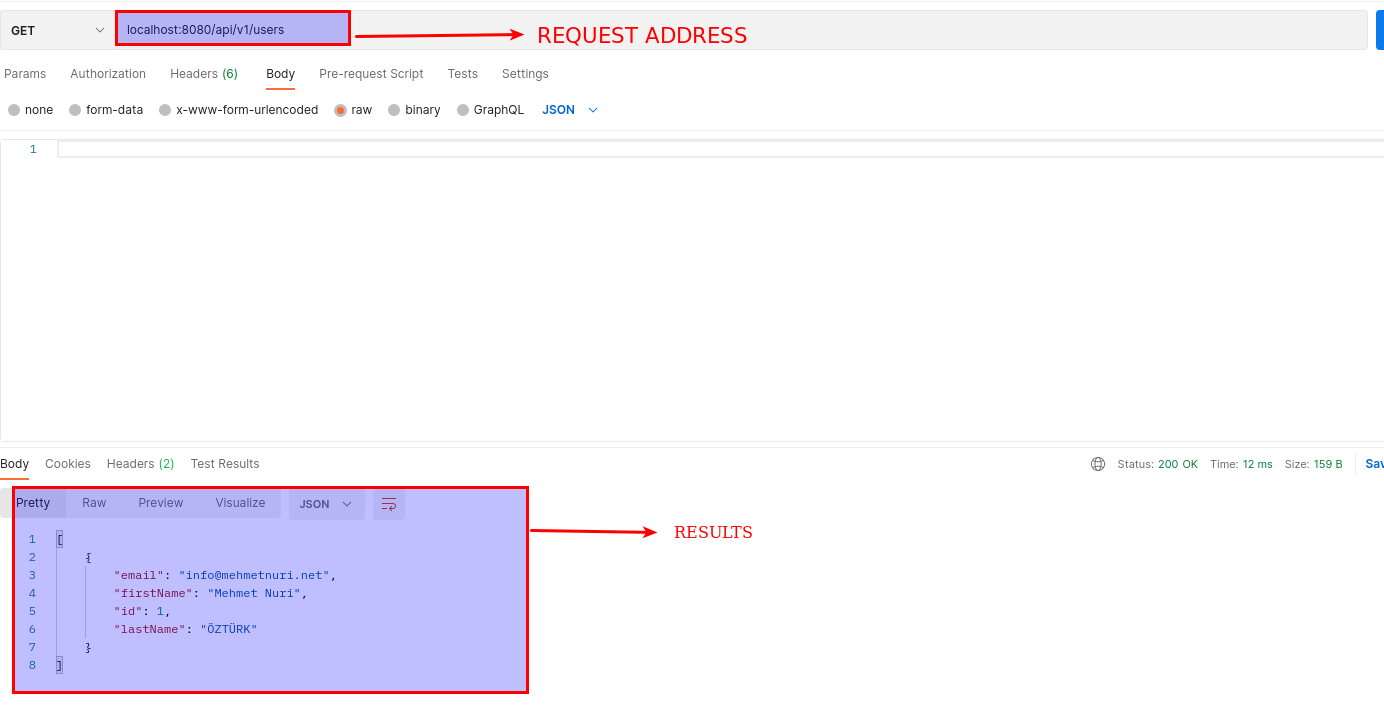 GET localhost:8080/api/v1/users REQUEST ADDRESS
Params Authorization Headers (6) Body Pre-request Script Tests Settings
none form-data x-www-form-urlencoded raw binary GraphQL JSON
1
Body Cookies Headers (2) Test Results Status: 200 OK Time: 12 ms Size: 159 B Sav
Pretty Raw Preview Visualize JSON
RESULTS
1 [
2 {
3 "email": "info@mehmetnuri.net",
4 "firstName": "Mehmet Nuri",
5 "id": 1,
6 "lastName": "ÖZTÜRK"
7 }
8 ]